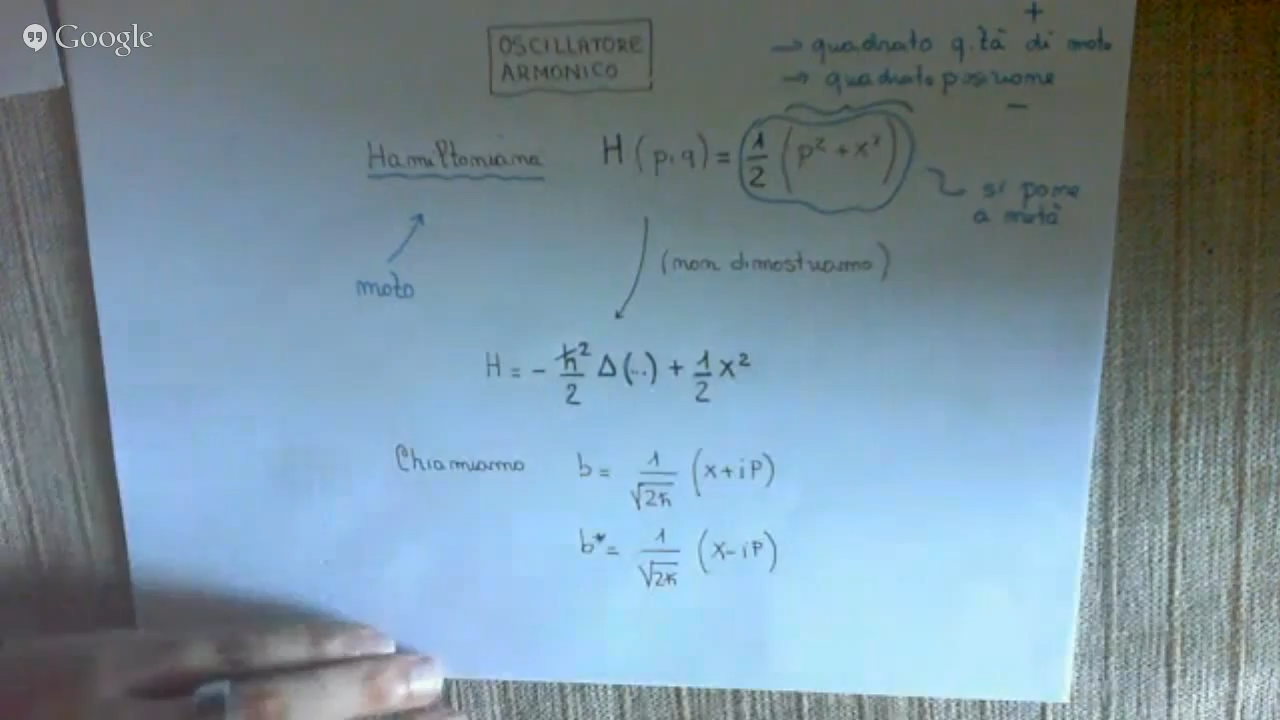 Google
OSCILLATORE
ARMONICO
+
→ quadrato q.tà di moto
→ quadrato posizione
−
Hamiltoniana H(p,q) = 1/2 (p² + x²)
si pone
a metà
(non dimostriamo)
moto
H = - ħ²/2 Δ(..) + 1/2 x²
Chiamiamo b = 1/√2ħ (x+iP)
b* = 1/√2ħ (x-iP)